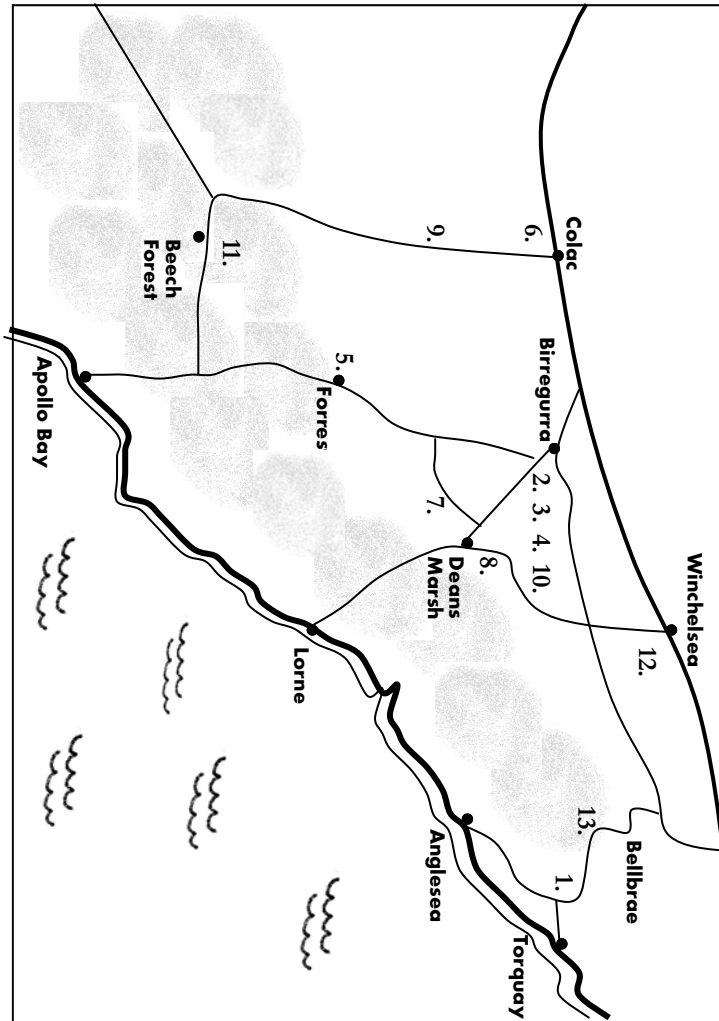 Winchelsea
12.
Bellbrae
13.
Colac
1.
Birregurra
2. 3. 4. 10.
6.
Torquay
8.
Deans
Marsh
9.
7.
Anglesea
5.
Forres
Lorne
11.
Beech
Forest
Apollo Bay